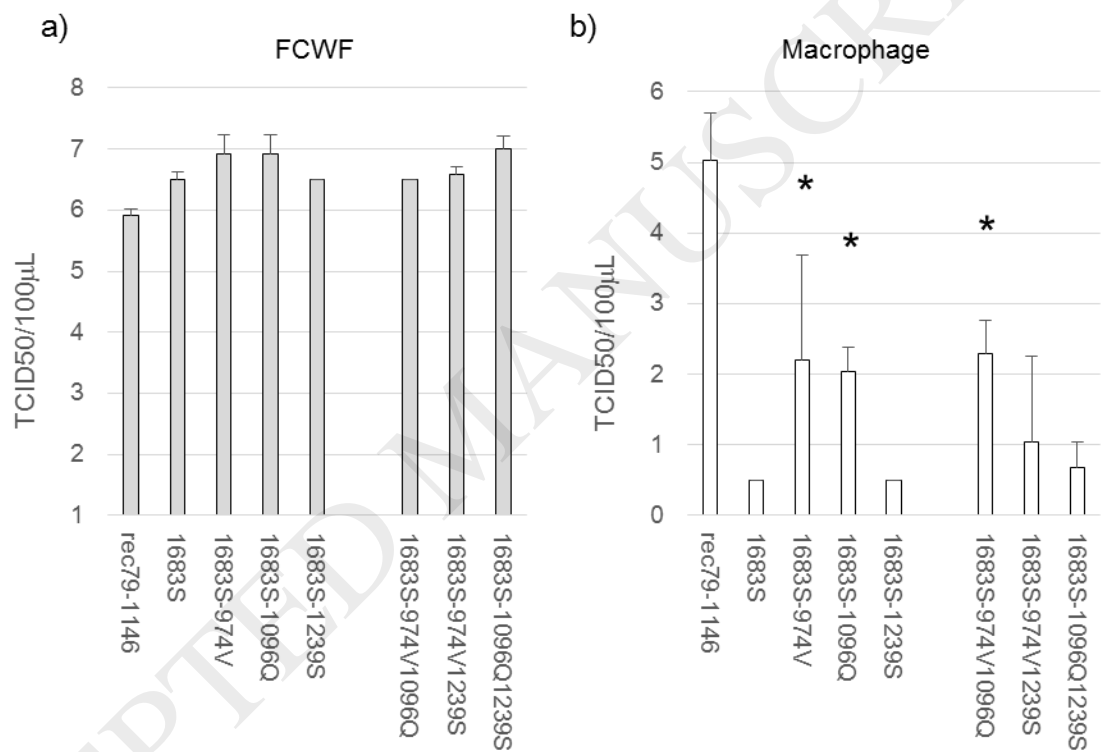 a)
FCWF
TCID50/100µL
8
7
6
5
4
3
2
1
rec79-1146
1683S
1683S-974V
1683S-1096Q
1683S-1239S
1683S-974V1096Q
1683S-974V1239S
1683S-1096Q1239S
b)
Macrophage
TCID50/100µL
6
5
4
3
2
1
0
*
*
*
rec79-1146
1683S
1683S-974V
1683S-1096Q
1683S-1239S
1683S-974V1096Q
1683S-974V1239S
1683S-1096Q1239S
PTED MANUSCRI